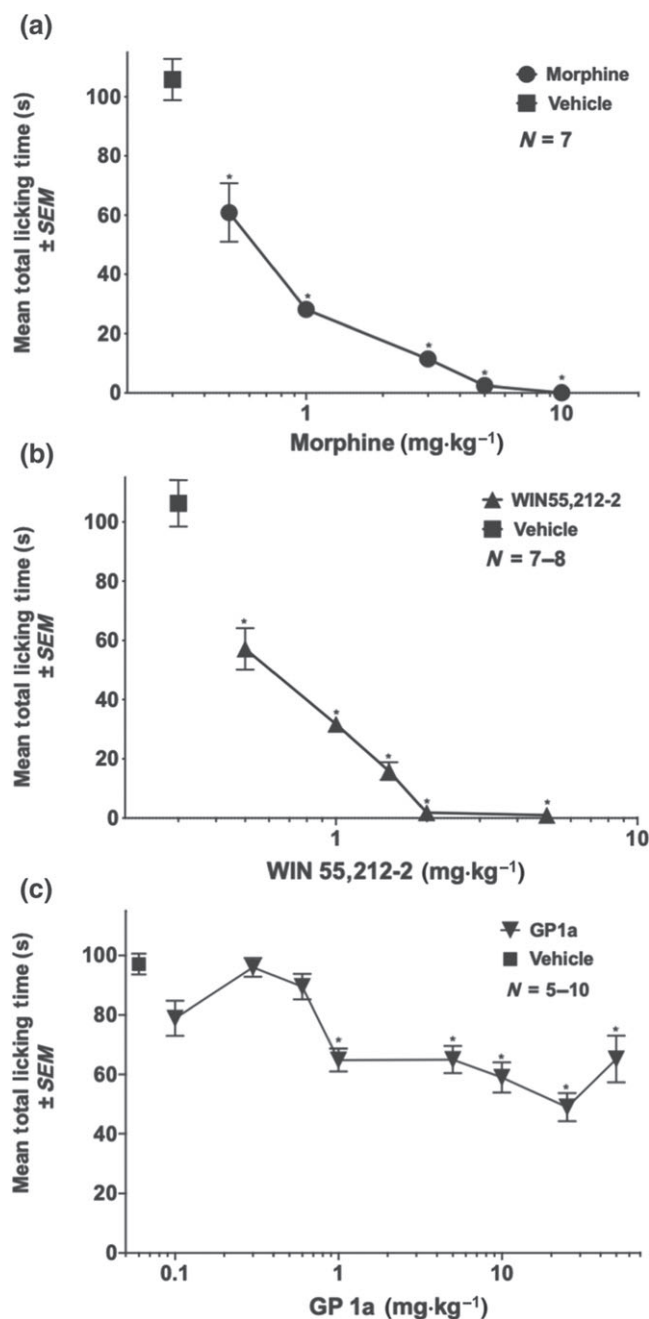 (a)
Mean total licking time (s)
± SEM
100
80
60
40
20
0
Morphine
Vehicle
N = 7
*
*
*
*
*
1
10
Morphine (mg·kg⁻¹)
(b)
Mean total licking time (s)
± SEM
100
80
60
40
20
0
WIN55,212-2
Vehicle
N = 7–8
*
*
*
*
*
1
10
WIN 55,212-2 (mg·kg⁻¹)
(c)
Mean total licking time (s)
± SEM
100
80
60
40
20
0
GP1a
Vehicle
N = 5–10
*
*
*
*
*
0.1
1
10
GP 1a (mg·kg⁻¹)